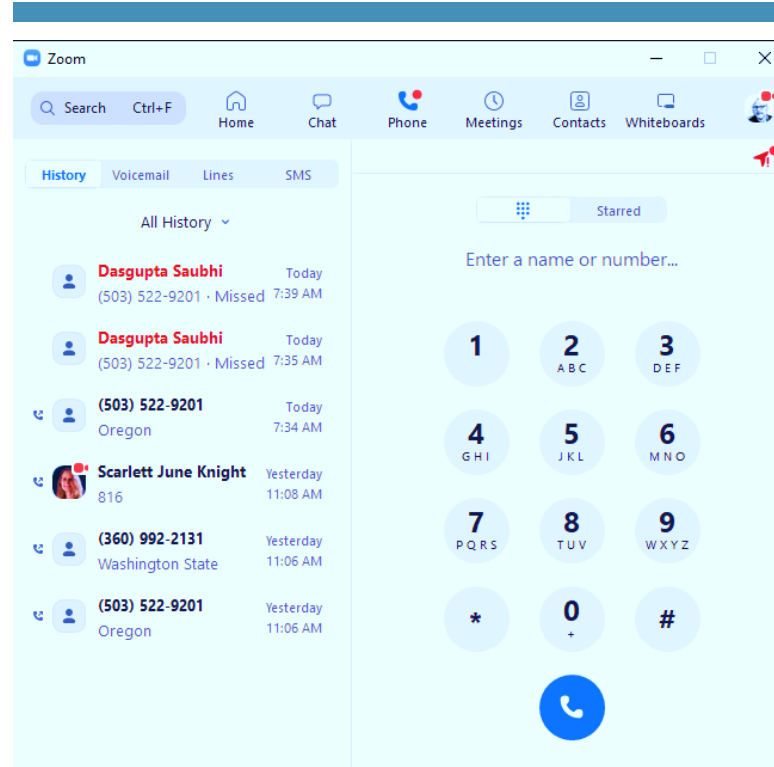 Zoom
Search Ctrl+F
Home
Chat
Phone
Meetings
Contacts
Whiteboards
History Voicemail Lines SMS
All History
Dasgupta Saubhi Today
(503) 522-9201 · Missed 7:39 AM
Dasgupta Saubhi Today
(503) 522-9201 · Missed 7:35 AM
(503) 522-9201 Today
Oregon 7:34 AM
Scarlett June Knight Yesterday
816 11:08 AM
(360) 992-2131 Yesterday
Washington State 11:06 AM
(503) 522-9201 Yesterday
Oregon 11:06 AM
Starred
Enter a name or number...
1 2 3
ABC DEF
4 5 6
GHI JKL MNO
7 8 9
PQRS TUV WXYZ
* 0 #
+